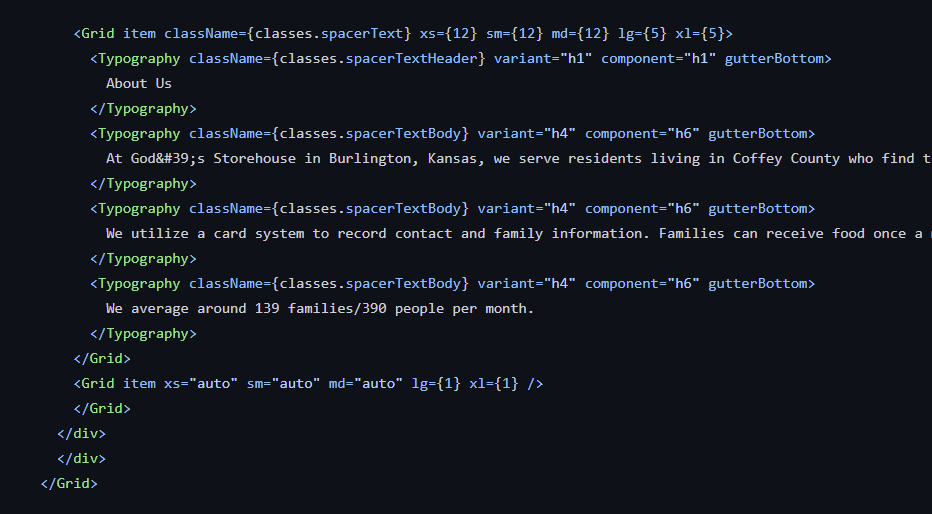 <Grid item className={classes.spacerText} xs={12} sm={12} md={12} lg={5} xl={5}>
<Typography className={classes.spacerTextHeader} variant="h1" component="h1" gutterBottom>
About Us
</Typography>
<Typography className={classes.spacerTextBody} variant="h4" component="h6" gutterBottom>
At God&#39;s Storehouse in Burlington, Kansas, we serve residents living in Coffey County who find t
</Typography>
<Typography className={classes.spacerTextBody} variant="h4" component="h6" gutterBottom>
We utilize a card system to record contact and family information. Families can receive food once a
</Typography>
<Typography className={classes.spacerTextBody} variant="h4" component="h6" gutterBottom>
We average around 139 families/390 people per month.
</Typography>
</Grid>
<Grid item xs="auto" sm="auto" md="auto" lg={1} xl={1} />
</Grid>
</div>
</div>
</Grid>